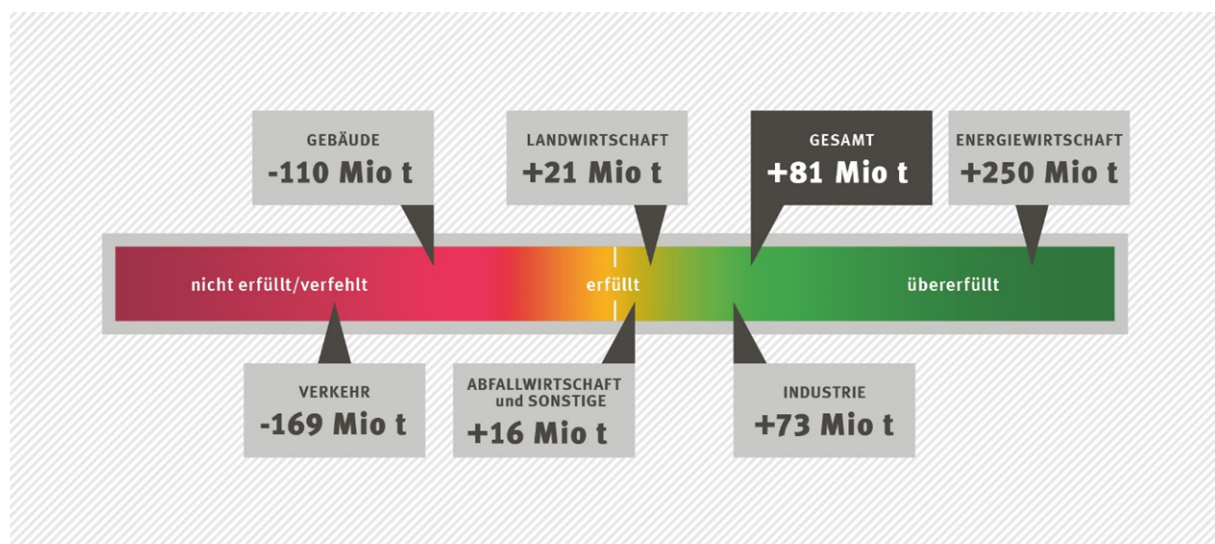 GEBÄUDE
-110 Mio t
LANDWIRTSCHAFT
+21 Mio t
GESAMT
+81 Mio t
ENERGIEWIRTSCHAFT
+250 Mio t
nicht erfüllt/verfehlt
erfüllt
übererfüllt
VERKEHR
-169 Mio t
ABFALLWIRTSCHAFT
und SONSTIGE
+16 Mio t
INDUSTRIE
+73 Mio t